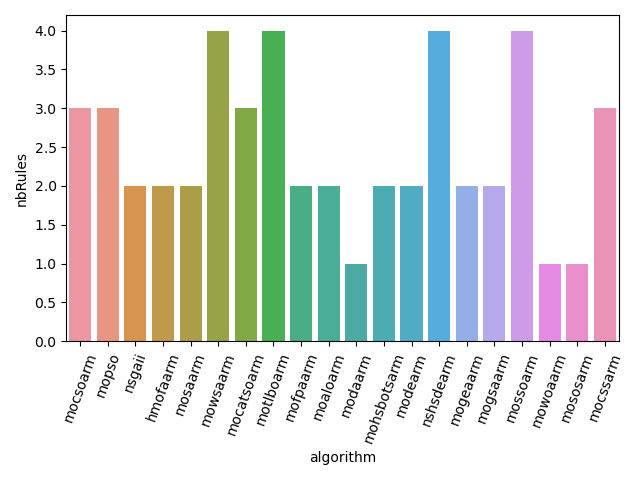 nbRules
4.0
3.5
3.0
2.5
2.0
1.5
1.0
0.5
0.0
mocsoarm
mopso
nsgaii
hmofaarm
mosaarm
mowsaarm
mocatsoarm
motlboarm
mofpaarm
moaloarm
modaarm
mohsbotsarm
modearm
nshsdearm
mogeaarm
mogsaarm
mossoarm
mowoaarm
mososarm
mocssarm
algorithm